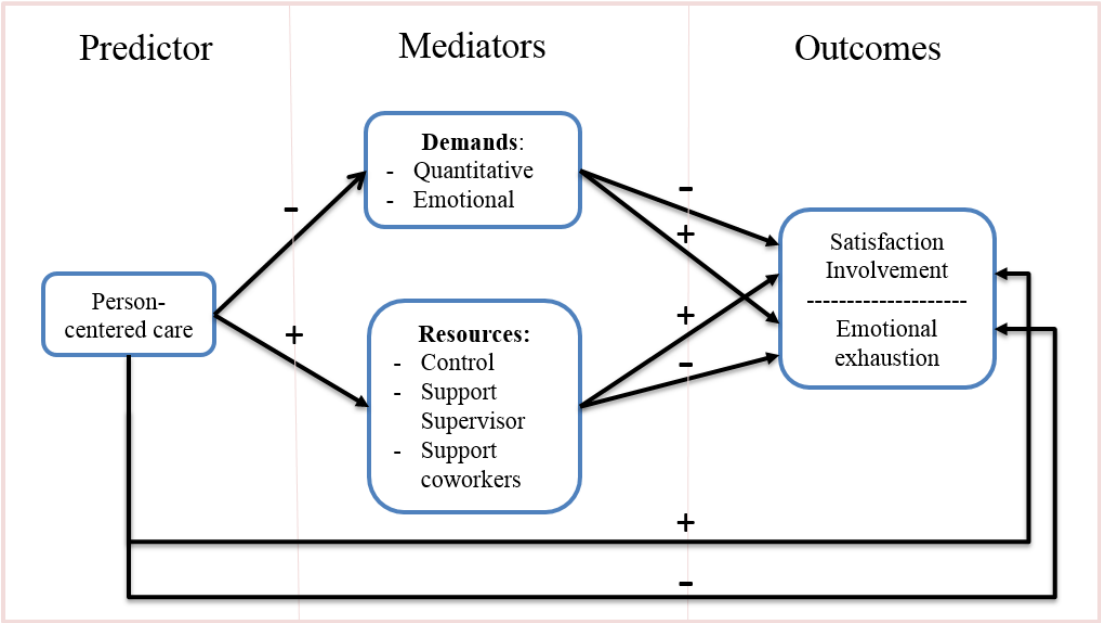 Predictor
Mediators
Outcomes
Demands:
- Quantitative
- Emotional
-
+
-
+
+
-
Person-
centered care
Resources:
- Control
- Support
Supervisor
- Support
coworkers
Satisfaction
Involvement
--------------------
Emotional
exhaustion
+
-